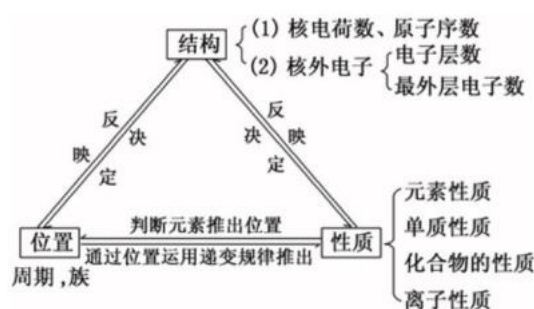 结构
(1) 核电荷数、原子序数
(2) 核外电子
电子层数
最外层电子数
反映
决定
反映
决定
位置
周期,族
判断元素推出位置
通过位置运用递变规律推出
性质
元素性质
单质性质
化合物的性质
离子性质